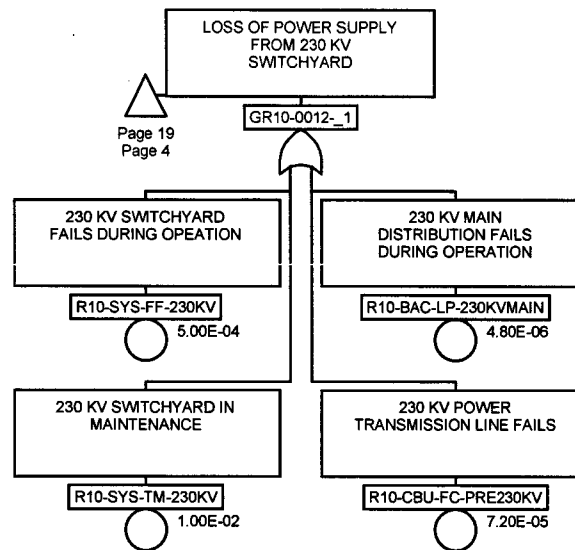 LOSS OF POWER SUPPLY
FROM 230 KV
SWITCHYARD
Page 19
Page 4
GR10-0012-_1
230 KV SWITCHYARD
FAILS DURING OPEATION
R10-SYS-FF-230KV
5.00E-04
230 KV MAIN
DISTRIBUTION FAILS
DURING OPERATION
R10-BAC-LP-230KVMAIN
4.80E-06
230 KV SWITCHYARD IN
MAINTENANCE
R10-SYS-TM-230KV
1.00E-02
230 KV POWER
TRANSMISSION LINE FAILS
R10-CBU-FC-PRE230KV
7.20E-05